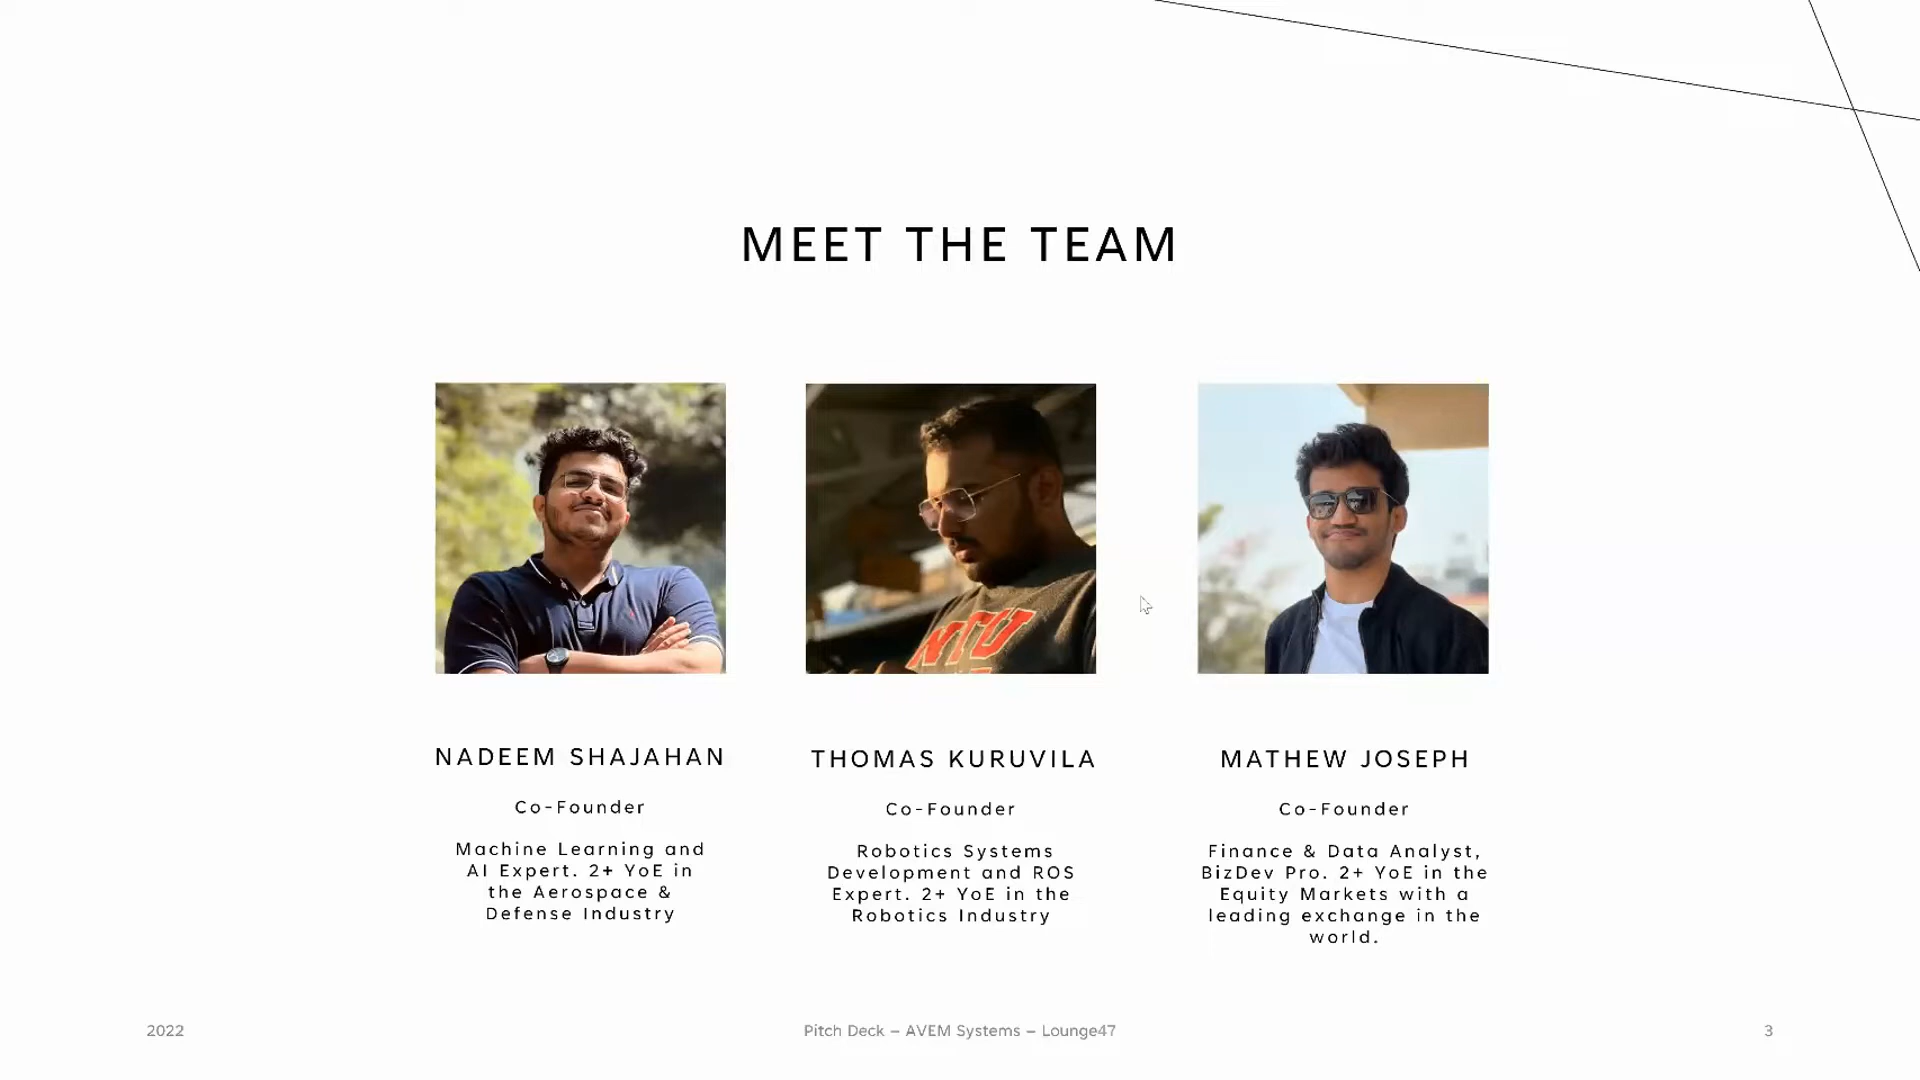 MEET THE TEAM
NTU
NADEEM SHAJAHAN
Co-Founder
Machine Learning and
AI Expert. 2+ YoE in
the Aerospace &
Defense Industry
THOMAS KURUVILA
Co-Founder
Robotics Systems
Development and ROS
Expert. 2+ YoE in the
Robotics Industry
MATHEW JOSEPH
Co-Founder
Finance & Data Analyst,
BizDev Pro. 2+ YoE in the
Equity Markets with a
leading exchange in the
world.
2022
Pitch Deck – AVEM Systems – Lounge47
3